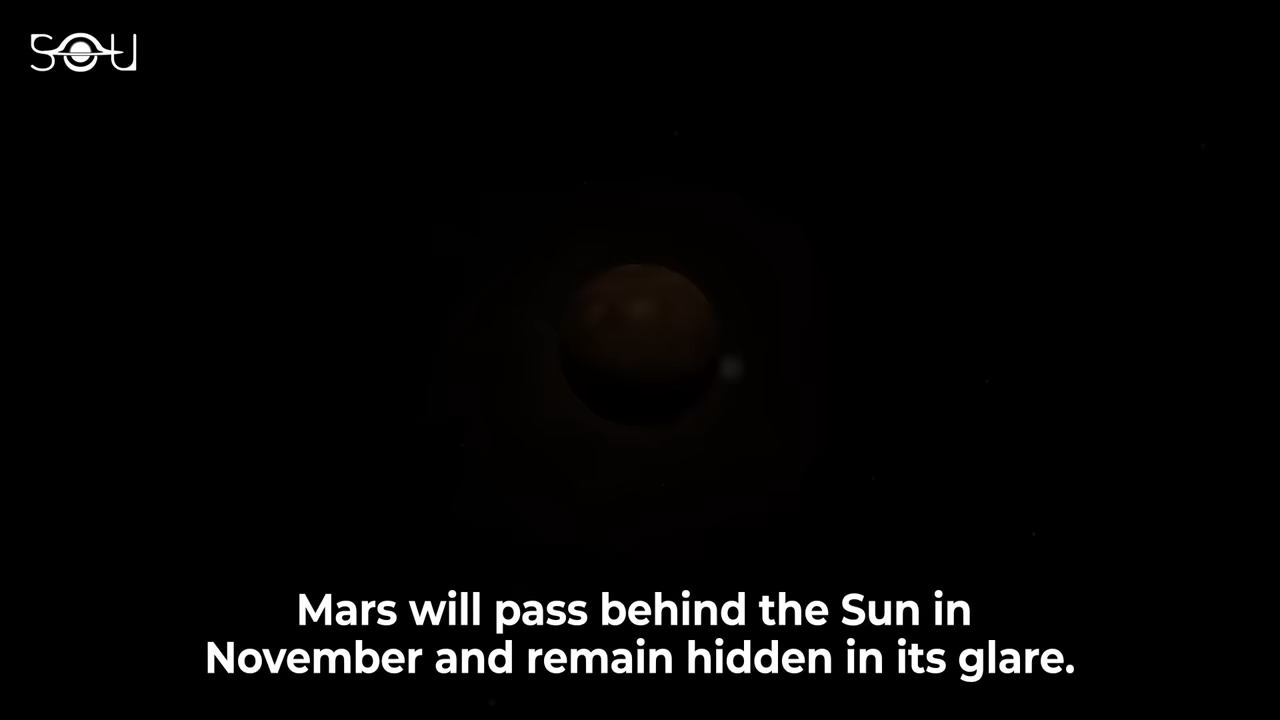 SOU
Mars will pass behind the Sun in
November and remain hidden in its glare.